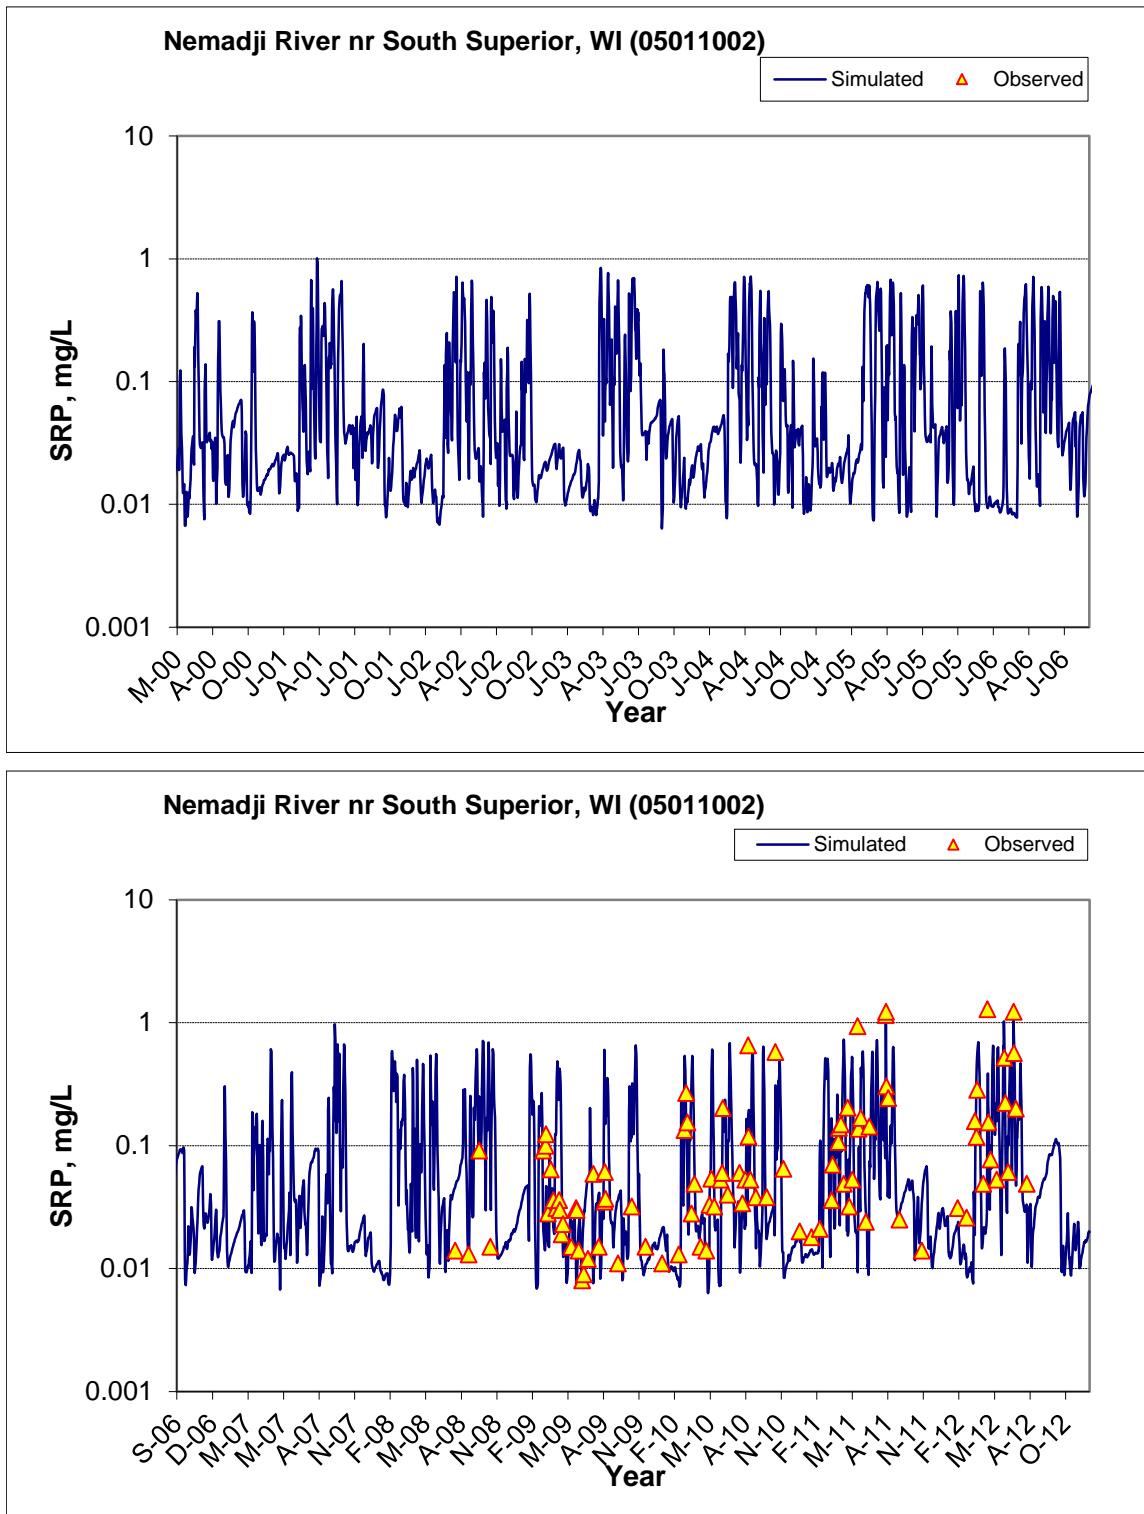 Nemadji River nr South Superior, WI (05011002)
Simulated Observed
10
1
0.1
0.01
0.001
SRP, mg/L
M-00 A-00 O-00 J-01 A-01 J-01 O-01 J-02 A-02 J-02 O-02 J-03 A-03 J-03 O-03 J-04 A-04 J-04 O-04 J-05 A-05 J-05 O-05 J-06 A-06 J-06
Year
Nemadji River nr South Superior, WI (05011002)
Simulated Observed
10
1
0.1
0.01
0.001
SRP, mg/L
S-06 D-06 M-07 M-07 A-07 N-07 F-08 M-08 A-08 N-08 F-09 M-09 A-09 N-09 F-10 M-10 A-10 N-10 F-11 M-11 A-11 N-11 F-12 M-12 A-12 O-12
Year